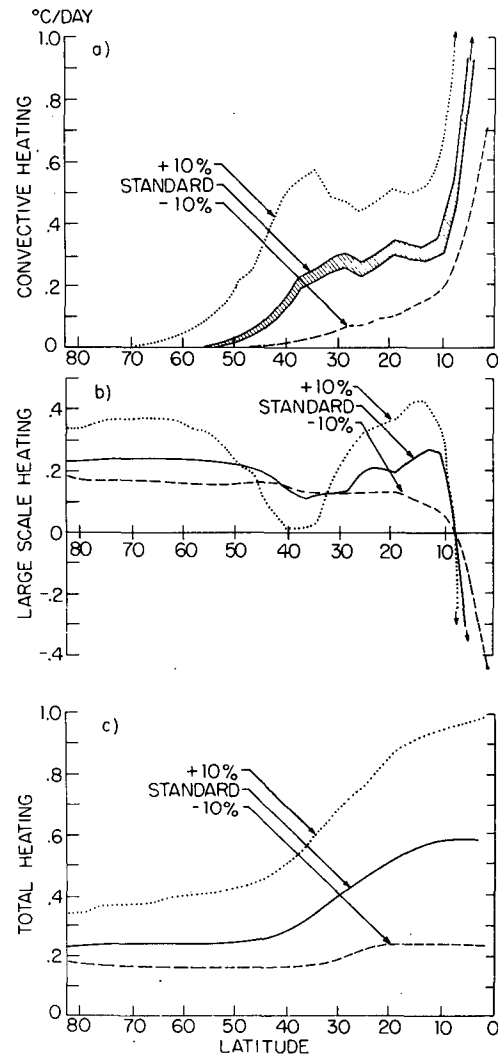 °C/DAY
a)
1.0
.8
.6
.4
.2
0
CONVECTIVE HEATING
+10%
STANDARD
-10%
80 70 60 50 40 30 20 10 0
b)
.4
.2
0
-.2
-.4
LARGE SCALE HEATING
+10%
STANDARD
-10%
80 70 60 50 40 30 20 10 0
c)
1.0
.8
.6
.4
.2
0
TOTAL HEATING
+10%
STANDARD
-10%
80 70 60 50 40 30 20 10 0
LATITUDE